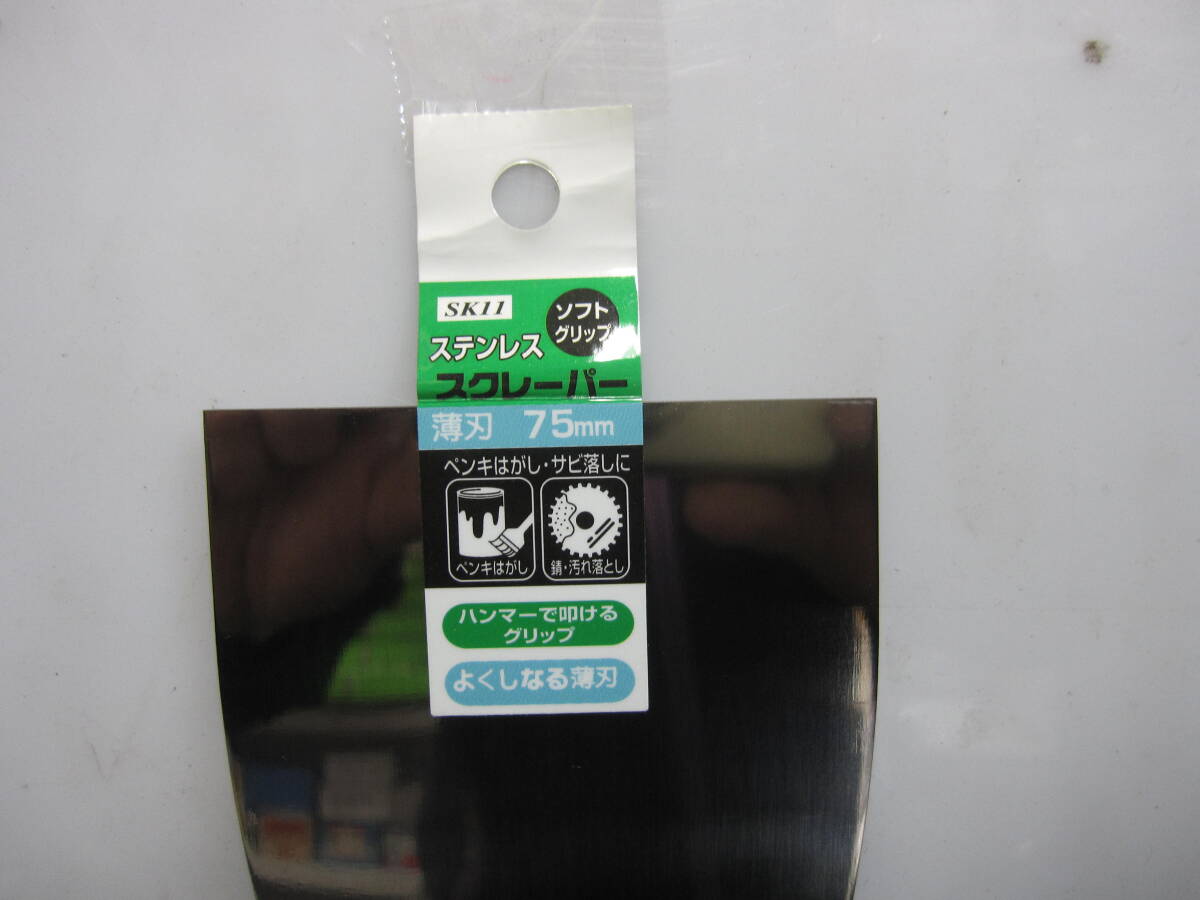 SK11
ソフト
グリップ
ステンレス
スクレーパー
薄刃 75mm
ペンキはがし・サビ落しに
ペンキはがし
錆・汚れ落とし
ハンマーで叩ける
グリップ
よくしなる薄刃